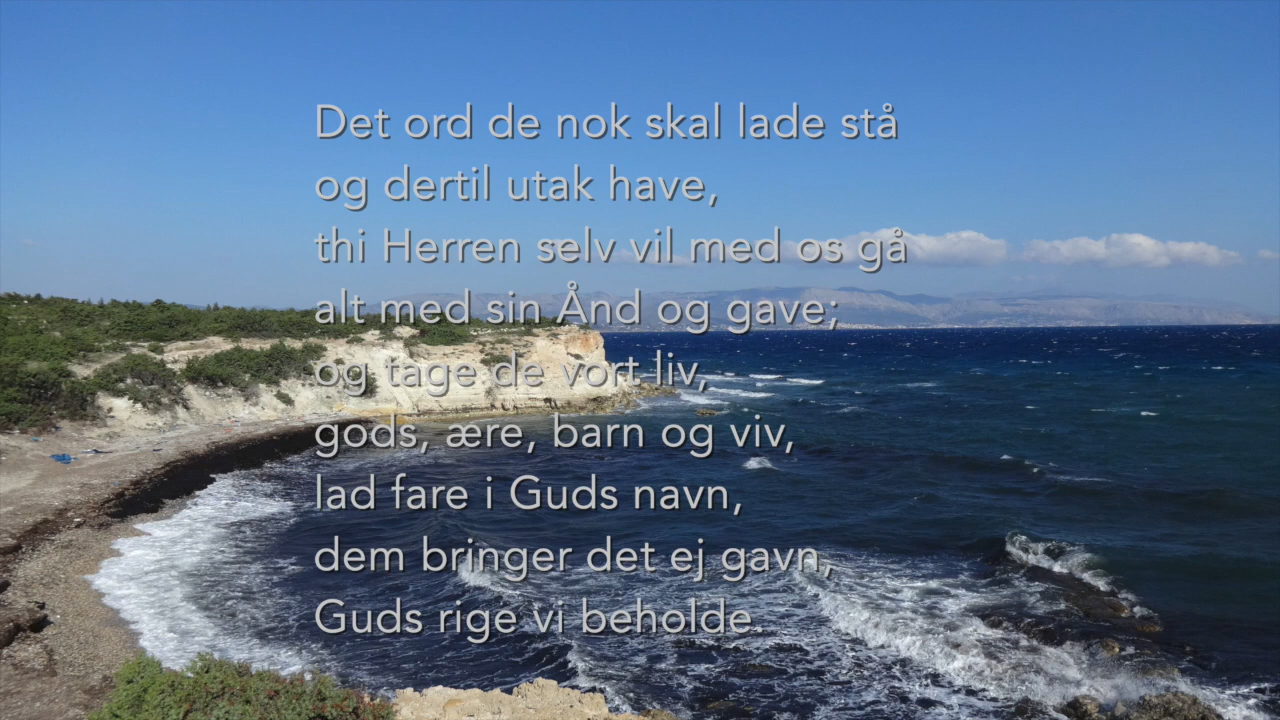 Det ord de nok skal lade stå
og dertil utak have,
thi Herren selv vil med os gå
alt med sin Ånd og gave;
og tage de vort liv,
gods, ære, barn og viv,
lad fare i Guds navn,
dem bringer det ej gavn,
Guds rige vi beholde.